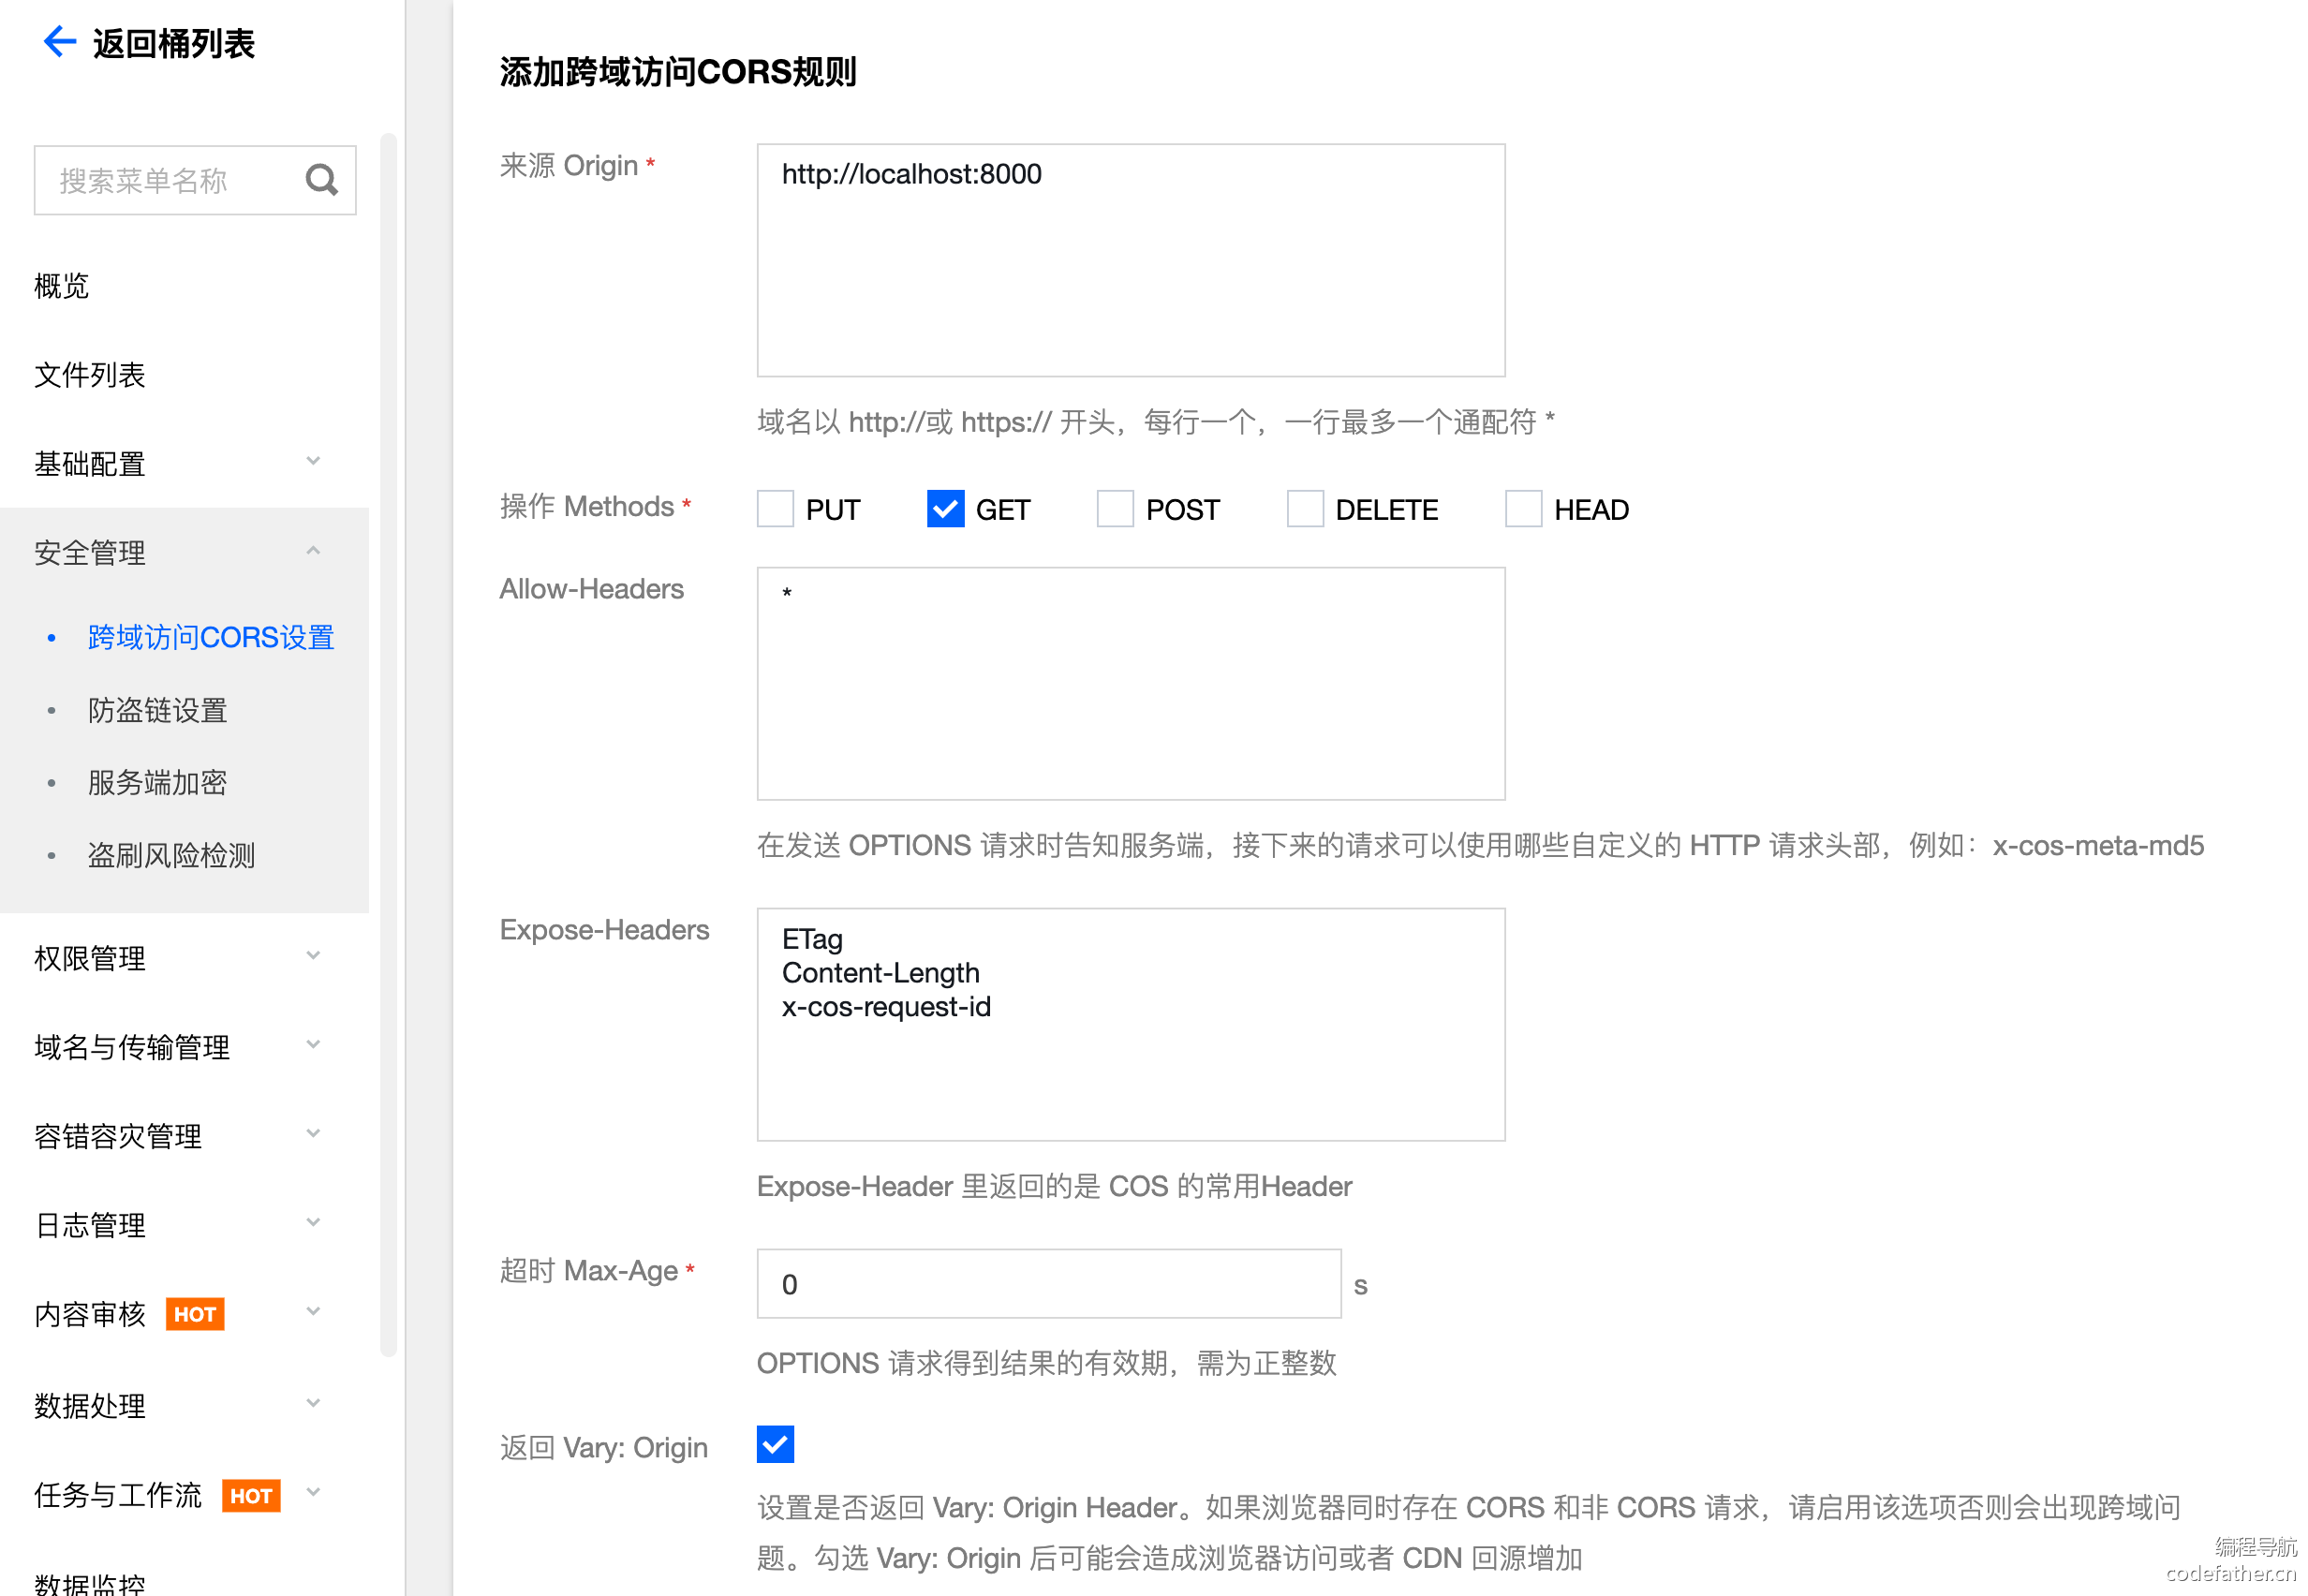 返回桶列表
搜索菜单名称
概览
文件列表
基础配置
安全管理
跨域访问CORS设置
防盗链设置
服务端加密
盗刷风险检测
权限管理
域名与传输管理
容错容灾管理
日志管理
内容审核 HOT
数据处理
任务与工作流 HOT
数据监控
添加跨域访问CORS规则
来源 Origin *
http://localhost:8000
域名以 http://或 https:// 开头，每行一个，一行最多一个通配符 *
操作 Methods *
PUT GET POST DELETE HEAD
Allow-Headers
*
在发送 OPTIONS 请求时告知服务端，接下来的请求可以使用哪些自定义的 HTTP 请求头部，例如：x-cos-meta-md5
Expose-Headers
ETag
Content-Length
x-cos-request-id
Expose-Header 里返回的是 COS 的常用Header
超时 Max-Age *
0 s
OPTIONS 请求得到结果的有效期，需为正整数
返回 Vary: Origin
设置是否返回 Vary: Origin Header。如果浏览器同时存在 CORS 和非 CORS 请求，请启用该选项否则会出现跨域问
题。勾选 Vary: Origin 后可能会造成浏览器访问或者 CDN 回源增加
编程导航
codefather.cn